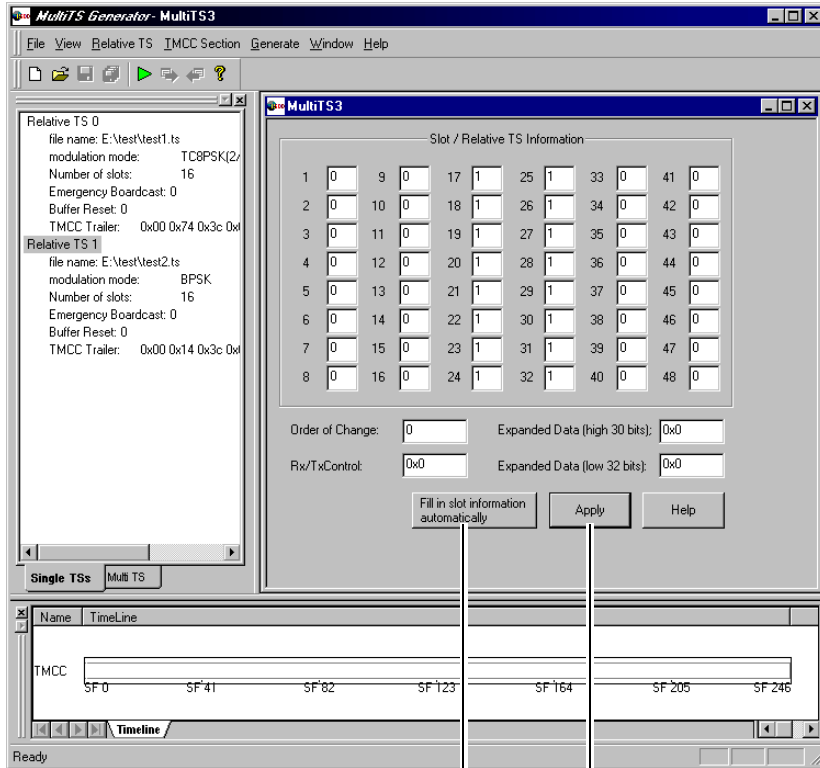 MultiTS Generator - MultiTS3
File View Relative TS TMCC Section Generate Window Help
Relative TS 0
file name: E:\test\test1.ts
modulation mode: TC8PSK(2/
Number of slots: 16
Emergency Boardcast: 0
Buffer Reset: 0
TMCC Trailer: 0x00 0x74 0x3c 0x
Relative TS 1
file name: E:\test\test2.ts
modulation mode: BPSK
Number of slots: 16
Emergency Boardcast: 0
Buffer Reset: 0
TMCC Trailer: 0x00 0x14 0x3c 0x
Single TSs Multi TS
MultiTS3
Slot / Relative TS Information
1 0 9 0 17 1 25 1 33 0 41 0
2 0 10 0 18 1 26 1 34 0 42 0
3 0 11 0 19 1 27 1 35 0 43 0
4 0 12 0 20 1 28 1 36 0 44 0
5 0 13 0 21 1 29 1 37 0 45 0
6 0 14 0 22 1 30 1 38 0 46 0
7 0 15 0 23 1 31 1 39 0 47 0
8 0 16 0 24 1 32 1 40 0 48 0
Order of Change: 0 Expanded Data (high 30 bits); 0x0
Rx/TxControl: 0x0 Expanded Data (low 32 bits): 0x0
Fill in slot information
automatically
Apply Help
Name TimeLine
TMCC
SF 0 SF 41 SF 82 SF 123 SF 164 SF 205 SF 246
Timeline
Ready